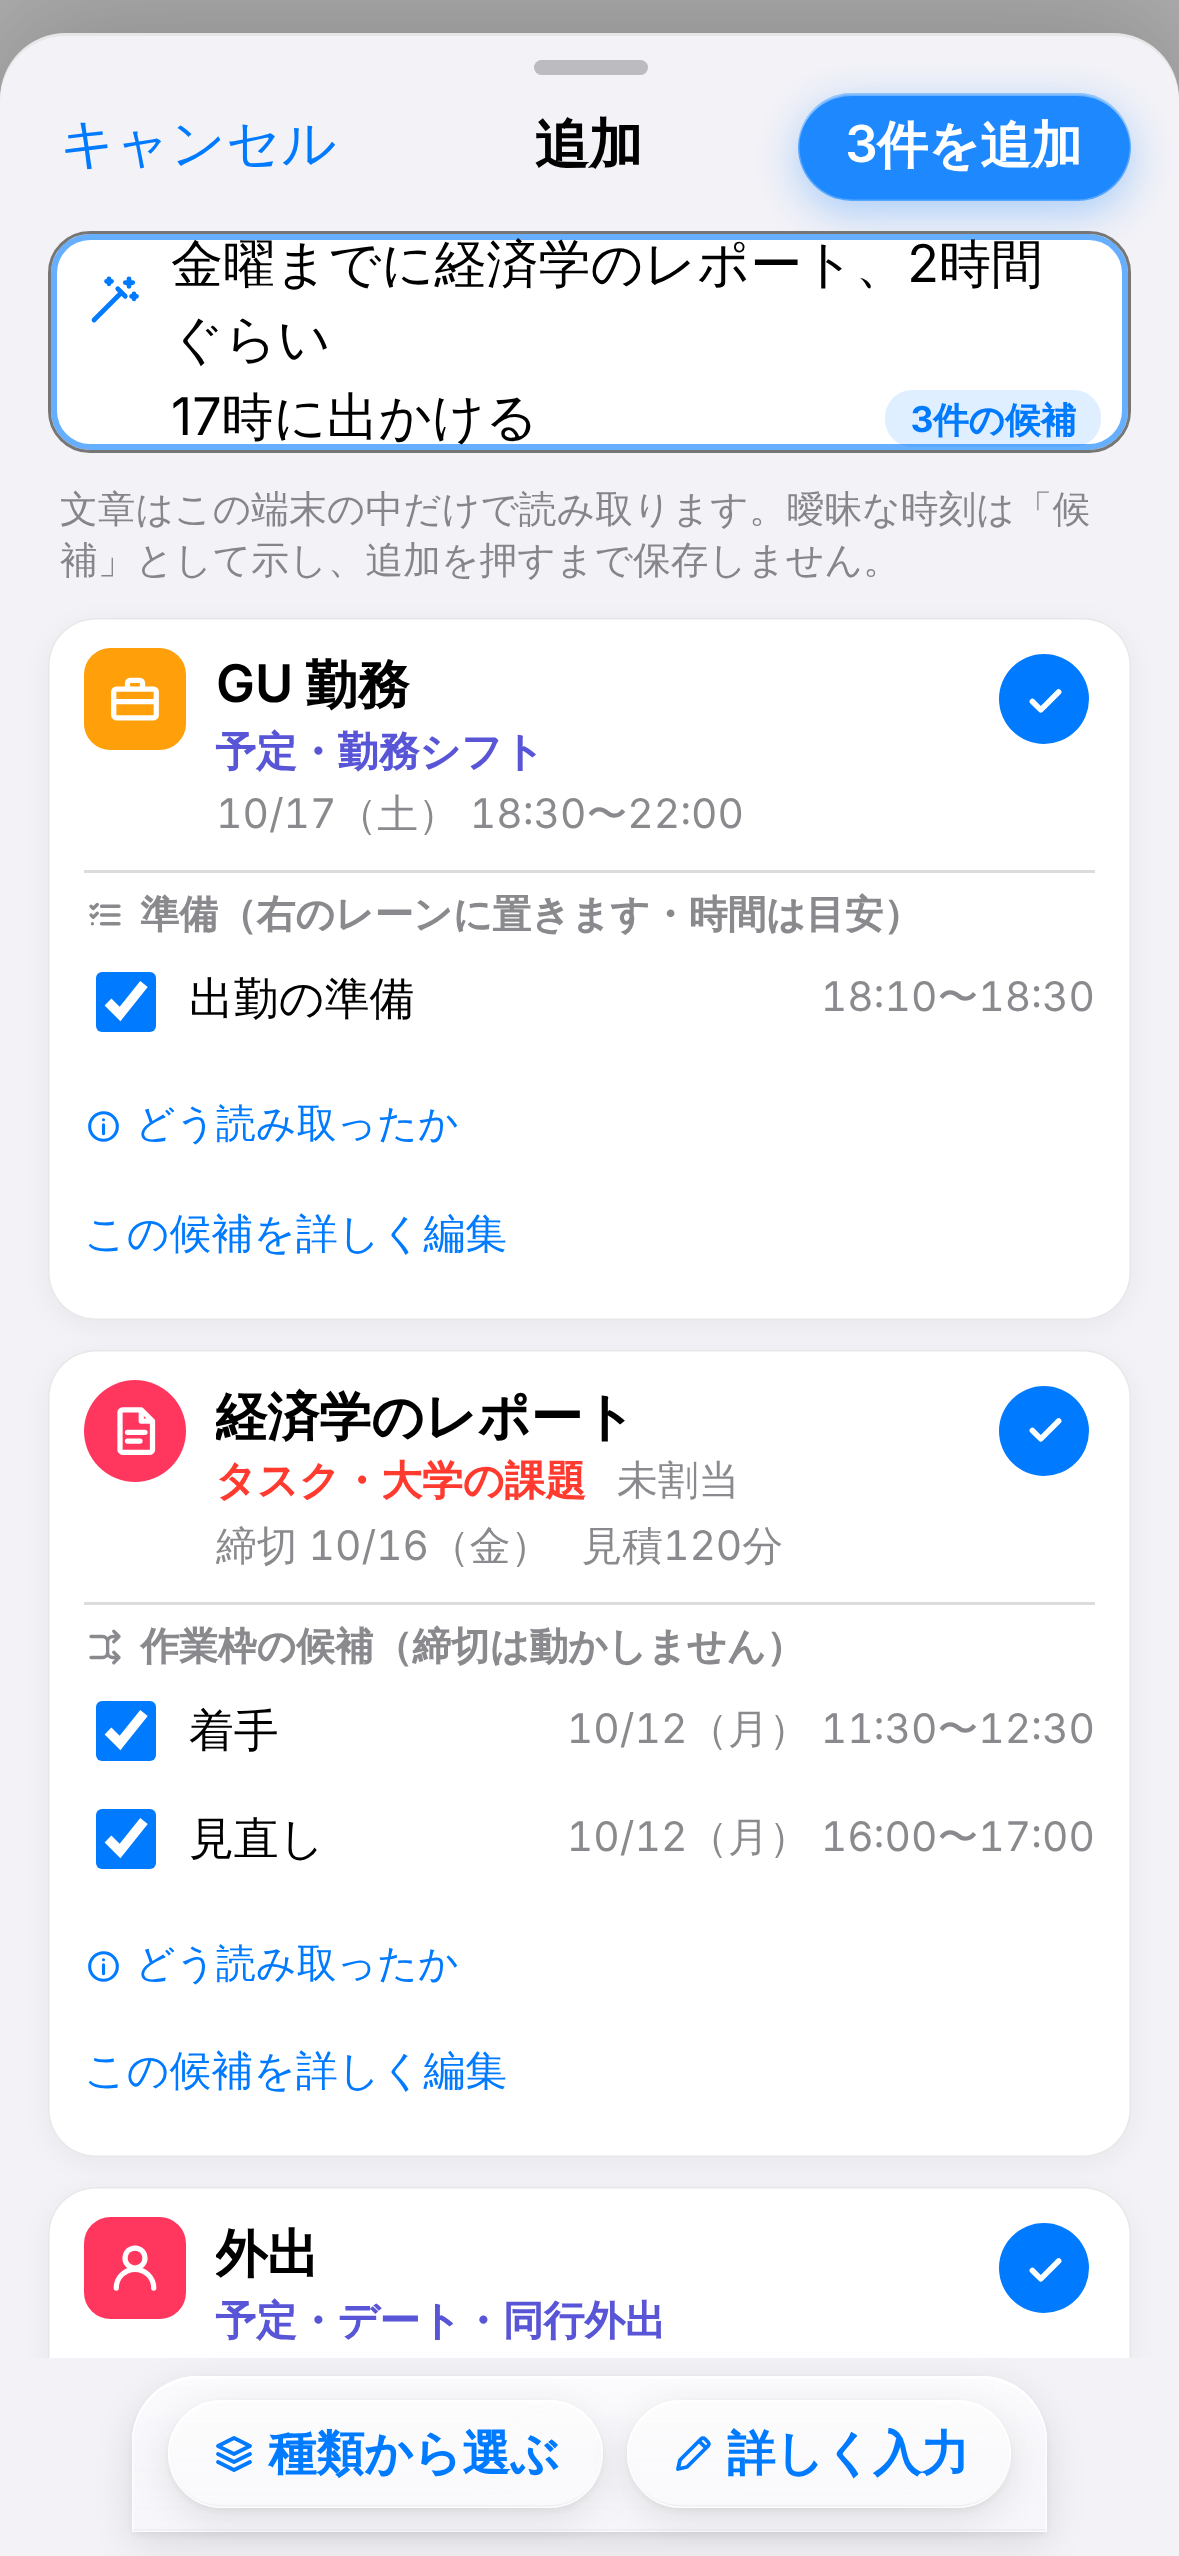 キャンセル
追加
3件を追加
金曜までに経済学のレポート、2時間
ぐらい
17時に出かける
3件の候補
文章はこの端末の中だけで読み取ります。曖昧な時刻は「候
補」として示し、追加を押すまで保存しません。
GU 勤務
予定・勤務シフト
10/17（土） 18:30〜22:00
準備（右のレーンに置きます・時間は目安）
出勤の準備 18:10〜18:30
どう読み取ったか
この候補を詳しく編集
経済学のレポート
タスク・大学の課題 未割当
締切 10/16（金） 見積120分
作業枠の候補（締切は動かしません）
着手 10/12（月） 11:30〜12:30
見直し 10/12（月） 16:00〜17:00
どう読み取ったか
この候補を詳しく編集
外出
予定・デート・同行外出
種類から選ぶ
詳しく入力